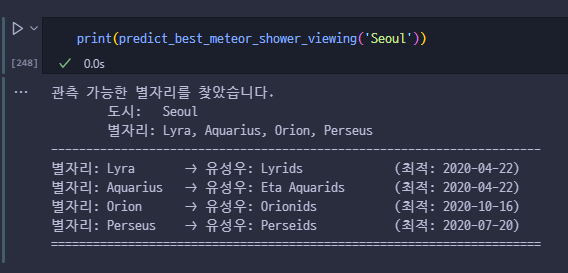 print(predict_best_meteor_shower_viewing('Seoul'))
[248]
0.0s
관측 가능한 별자리를 찾았습니다.
도시: Seoul
별자리: Lyra, Aquarius, Orion, Perseus
----------------------------------------------------------------------
별자리: Lyra -> 유성우: Lyrids (최적: 2020-04-22)
별자리: Aquarius -> 유성우: Eta Aquarids (최적: 2020-04-22)
별자리: Orion -> 유성우: Orionids (최적: 2020-10-16)
별자리: Perseus -> 유성우: Perseids (최적: 2020-07-20)
======================================================================